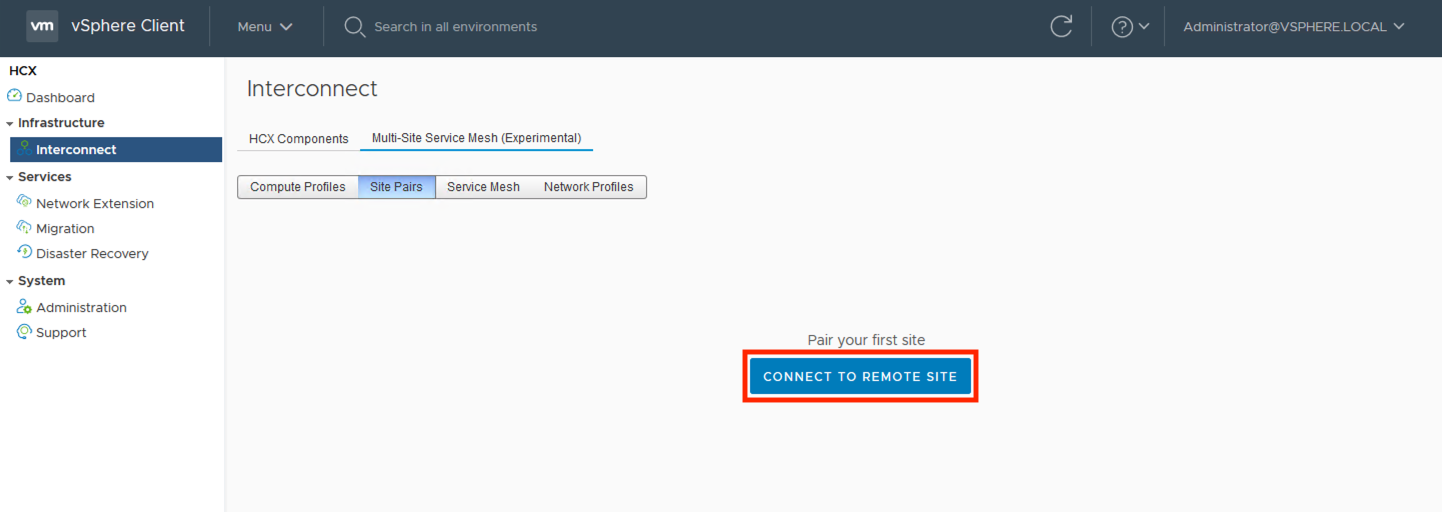 vm vSphere Client Menu Search in all environments ? Administrator@VSPHERE.LOCAL
HCX
Dashboard
Infrastructure
Interconnect
Services
Network Extension
Migration
Disaster Recovery
System
Administration
Support
Interconnect
HCX Components Multi-Site Service Mesh (Experimental)
Compute Profiles Site Pairs Service Mesh Network Profiles
Pair your first site
CONNECT TO REMOTE SITE